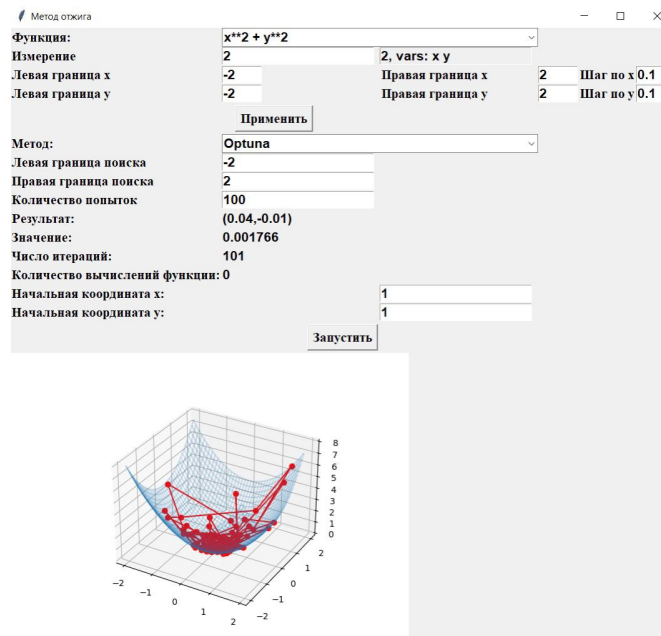 Метод отжига
Функция: x**2 + y**2
Измерение 2 2, vars: x y
Левая граница x -2 Правая граница x 2 Шаг по x 0.1
Левая граница y -2 Правая граница y 2 Шаг по y 0.1
Применить
Метод: Optuna
Левая граница поиска -2
Правая граница поиска 2
Количество попыток 100
Результат: (0.04,-0.01)
Значение: 0.001766
Число итераций: 101
Количество вычислений функции: 0
Начальная координата x: 1
Начальная координата y: 1
Запустить
8
7
6
5
4
3
2
1
0
2
1
0
−1
−2
−2
−1
0
1
2